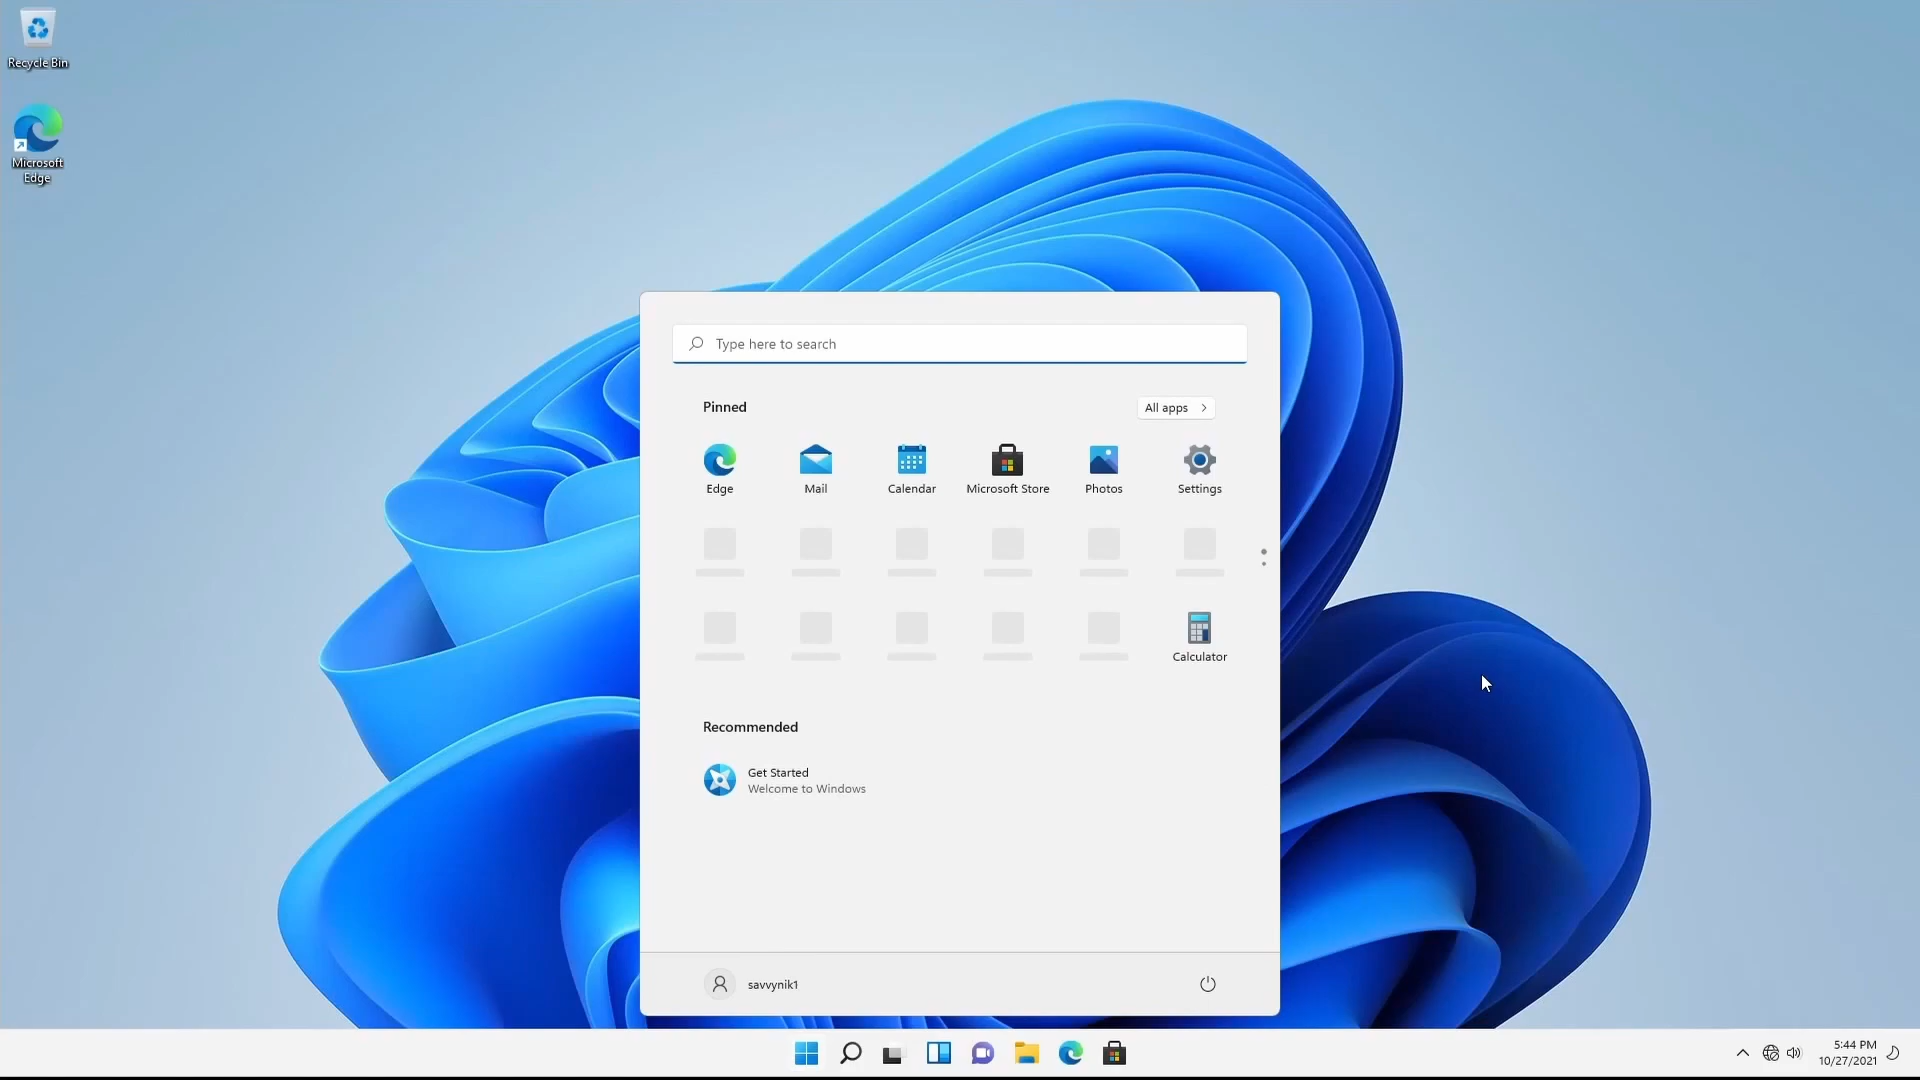 Recycle Bin
Microsoft
Edge
Type here to search
Pinned
All apps
Edge
Mail
Calendar
Microsoft Store
Photos
Settings
Calculator
Recommended
Get Started
Welcome to Windows
savvynik1
5:44 PM
10/27/2021